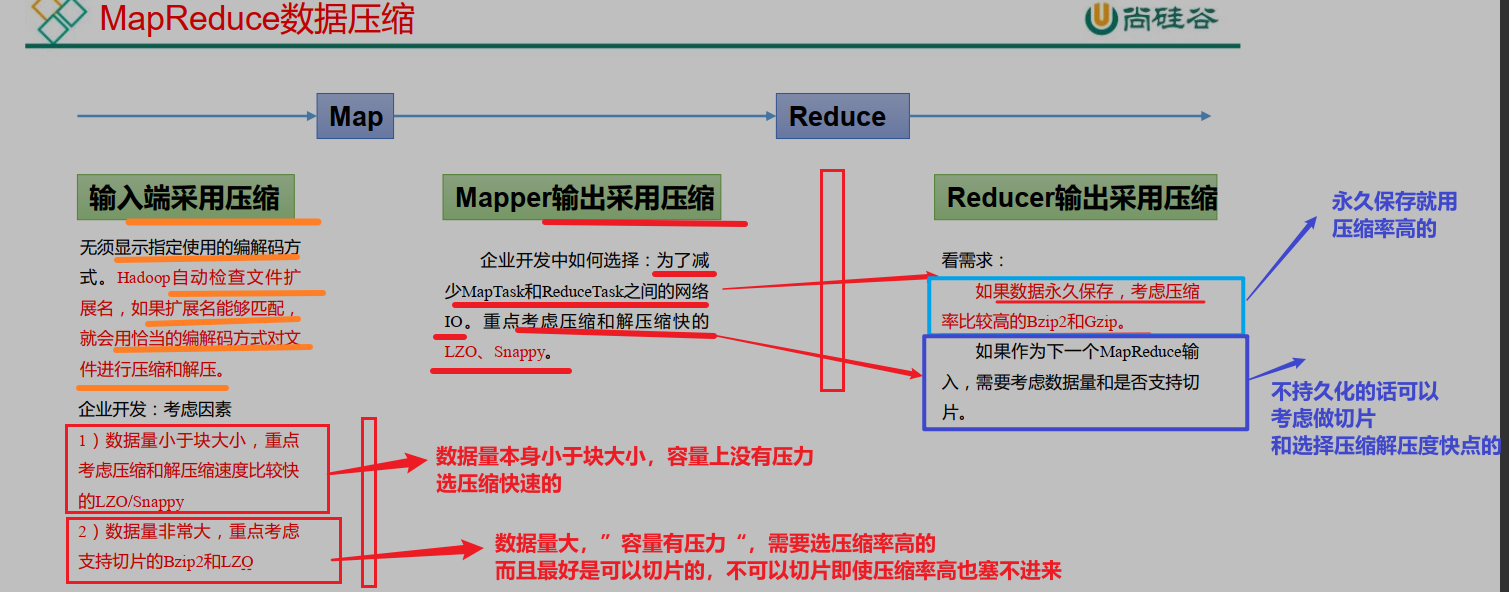 MapReduce数据压缩
尚硅谷
Map
Reduce
输入端采用压缩
无须显示指定使用的编解码方
式。Hadoop自动检查文件扩
展名，如果扩展名能够匹配，
就会用恰当的编解码方式对文
件进行压缩和解压。
企业开发：考虑因素
1）数据量小于块大小，重点
考虑压缩和解压缩速度比较快
的LZO/Snappy
2）数据量非常大，重点考虑
支持切片的Bzip2和LZO
数据量本身小于块大小，容量上没有压力
选压缩快速的
数据量大，”容量有压力“，需要选压缩率高的
而且最好是可以切片的，不可以切片即使压缩率高也塞不进来
Mapper输出采用压缩
企业开发中如何选择：为了减
少MapTask和ReduceTask之间的网络
IO。重点考虑压缩和解压缩快的
LZO、Snappy。
Reducer输出采用压缩
看需求：
如果数据永久保存，考虑压缩
率比较高的Bzip2和Gzip。
如果作为下一个MapReduce输
入，需要考虑数据量和是否支持切
片。
永久保存就用
压缩率高的
不持久化的话可以
考虑做切片
和选择压缩解压度快点的